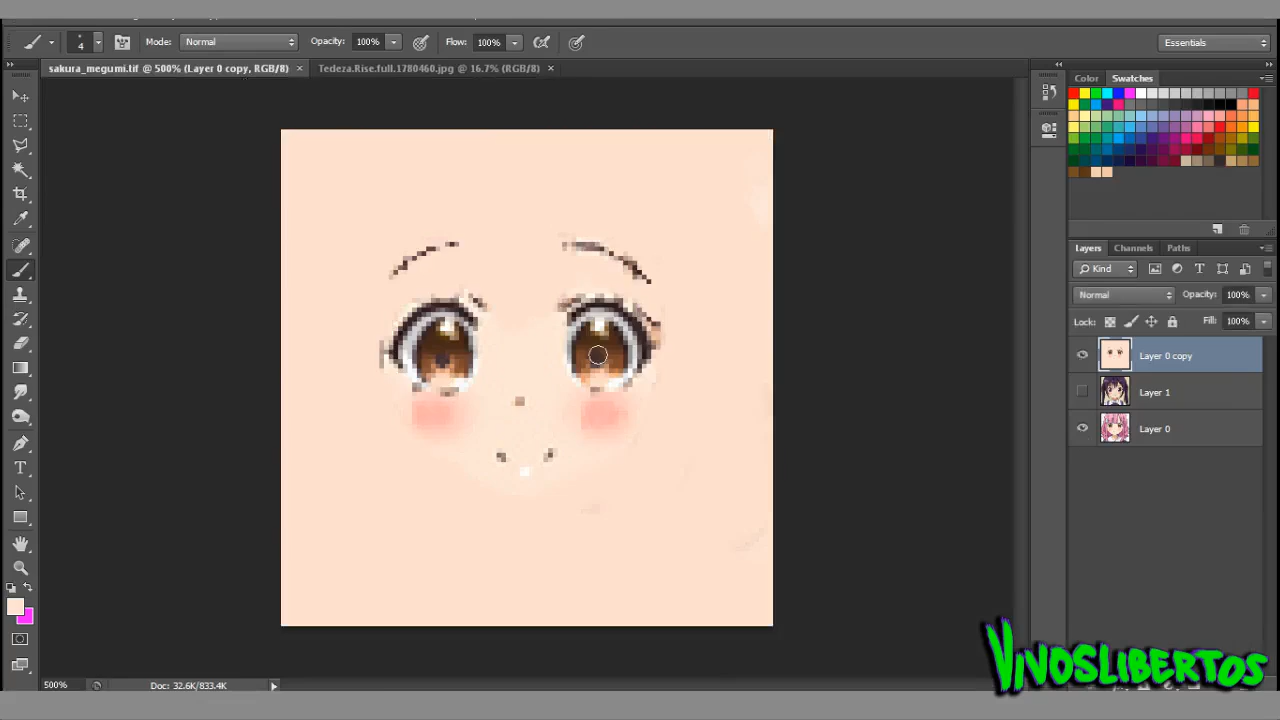 4 Mode: Normal Opacity: 100% Flow: 100% Essentials
sakura_megumi.tif @ 500% (Layer 0 copy, RGB/8) × Tedeza.Rise.full.1780460.jpg @ 16.7% (RGB/8) ×
Color Swatches
Layers Channels Paths
Kind
Normal Opacity: 100%
Lock: Fill: 100%
Layer 0 copy
Layer 1
Layer 0
500% Doc: 32.6K/833.4K
VIVOSLIBERTOS